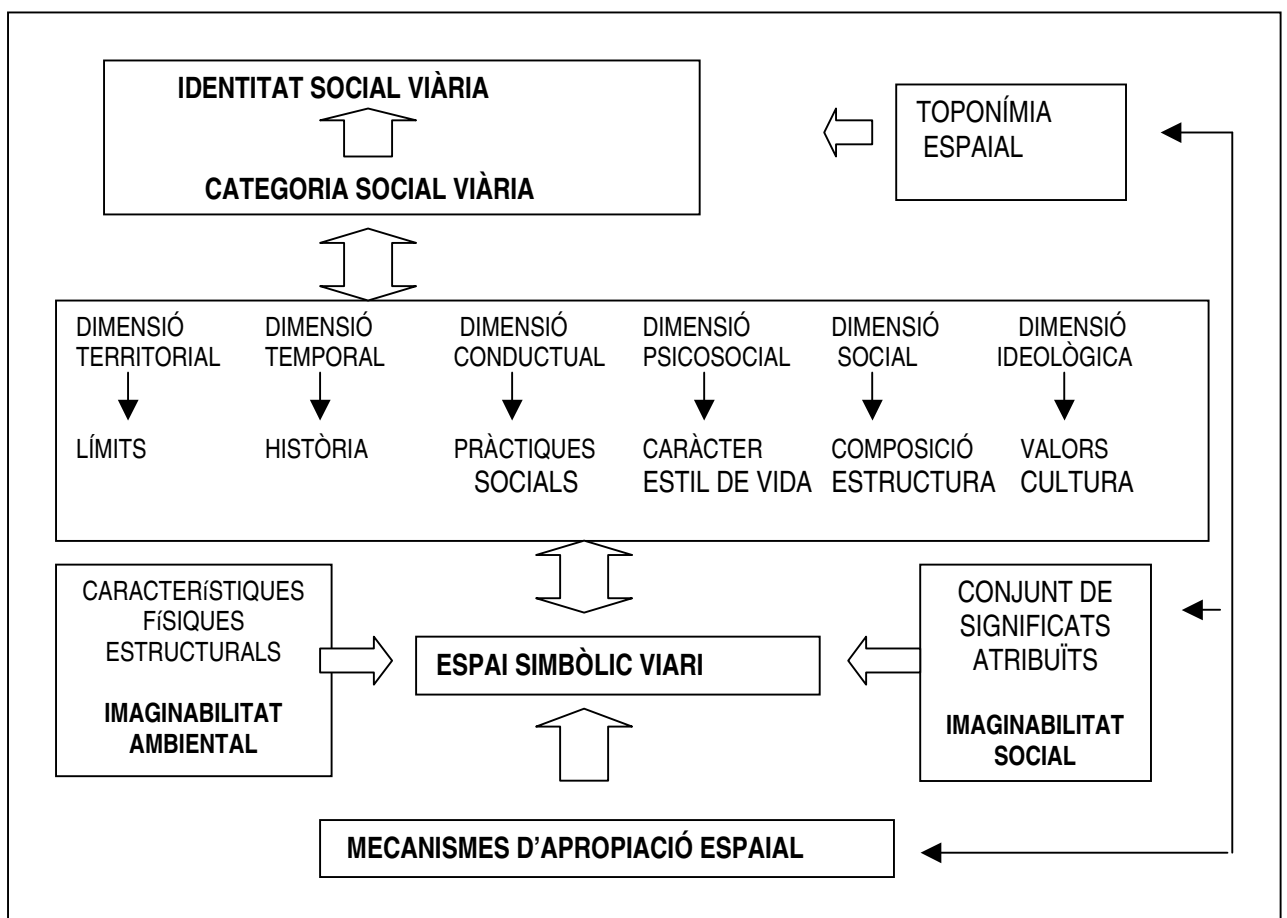 IDENTITAT SOCIAL VIÀRIA
CATEGORIA SOCIAL VIÀRIA
TOPONÍMIA
ESPAIAL
DIMENSIÓ
TERRITORIAL
LÍMITS
DIMENSIÓ
TEMPORAL
HISTÒRIA
DIMENSIÓ
CONDUCTUAL
PRÀCTIQUES
SOCIALS
DIMENSIÓ
PSICOSOCIAL
CARÀCTER
ESTIL DE VIDA
DIMENSIÓ
SOCIAL
COMPOSICIÓ
ESTRUCTURA
DIMENSIÓ
IDEOLÒGICA
VALORS
CULTURA
CARACTERíSTIQUES
FíSIQUES
ESTRUCTURALS
IMAGINABILITAT
AMBIENTAL
ESPAI SIMBÒLIC VIARI
CONJUNT DE
SIGNIFICATS
ATRIBUÏTS
IMAGINABILITAT
SOCIAL
MECANISMES D'APROPIACIÓ ESPAIAL